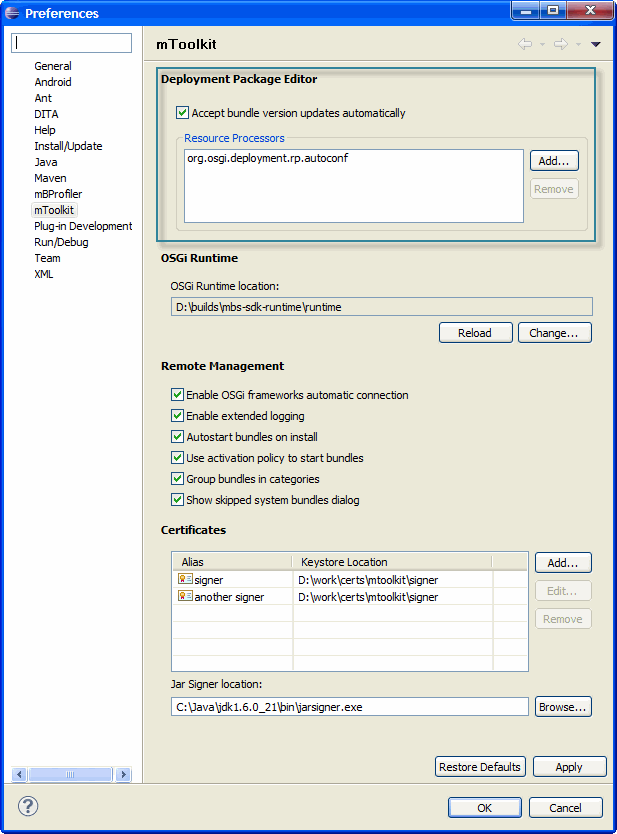 Preferences
mToolkit
General
Android
Ant
DITA
Help
Install/Update
Java
Maven
mBProfiler
mToolkit
Plug-in Development
Run/Debug
Team
XML
Deployment Package Editor
Accept bundle version updates automatically
Resource Processors
org.osgi.deployment.rp.autoconf
Add...
Remove
OSGi Runtime
OSGi Runtime location:
D:\builds\mbs-sdk-runtime\runtime
Reload Change...
Remote Management
Enable OSGi frameworks automatic connection
Enable extended logging
Autostart bundles on install
Use activation policy to start bundles
Group bundles in categories
Show skipped system bundles dialog
Certificates
Alias Keystore Location
signer D:\work\certs\mtoolkit\signer
another signer D:\work\certs\mtoolkit\signer
Add...
Edit...
Remove
Jar Signer location:
C:\Java\jdk1.6.0_21\bin\jarsigner.exe Browse...
Restore Defaults Apply
? OK Cancel